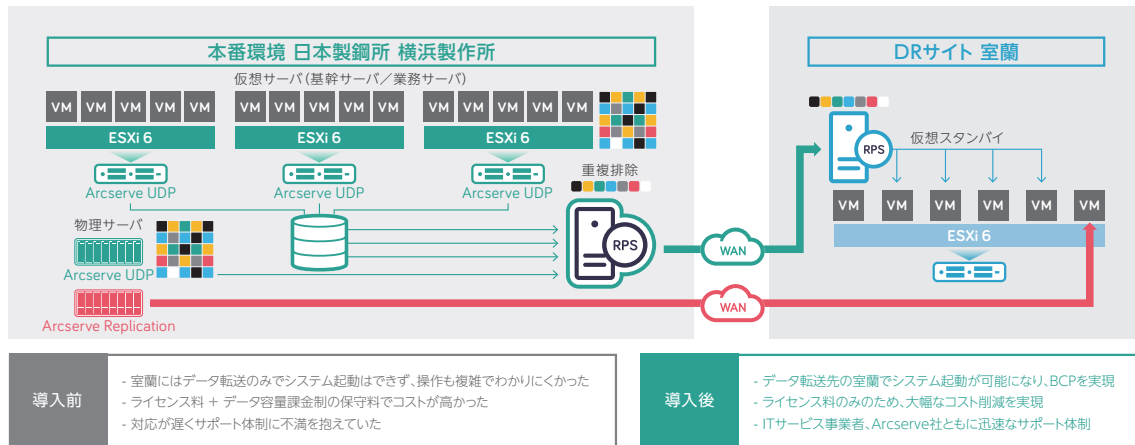 本番環境 日本製鋼所 横浜製作所
DRサイト 室蘭
仮想サーバ(基幹サーバ/業務サーバ)
VM VM VM VM VM
VM VM VM VM VM
VM VM VM VM VM
ESXi 6
ESXi 6
ESXi 6
Arcserve UDP
Arcserve UDP
Arcserve UDP
重複排除
物理サーバ
Arcserve UDP
Arcserve Replication
RPS
WAN
WAN
RPS
仮想スタンバイ
VM VM VM VM VM VM
ESXi 6
導入前
- 室蘭にはデータ転送のみでシステム起動はできず、操作も複雑でわかりにくかった
- ライセンス料 + データ容量課金制の保守料でコストが高かった
- 対応が遅くサポート体制に不満を抱えていた
導入後
- データ転送先の室蘭でシステム起動が可能になり、BCPを実現
- ライセンス料のみのため、大幅なコスト削減を実現
- ITサービス事業者、Arcserve社ともに迅速なサポート体制